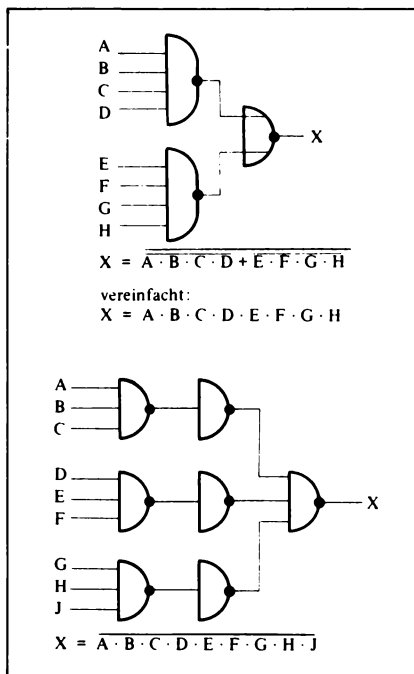 A
B
C
D
X
E
F
G
H
X = A · B · C · D + E · F · G · H
vereinfacht:
X = A · B · C · D · E · F · G · H
A
B
C
D
E
F
X
G
H
J
X = A · B · C · D · E · F · G · H · J